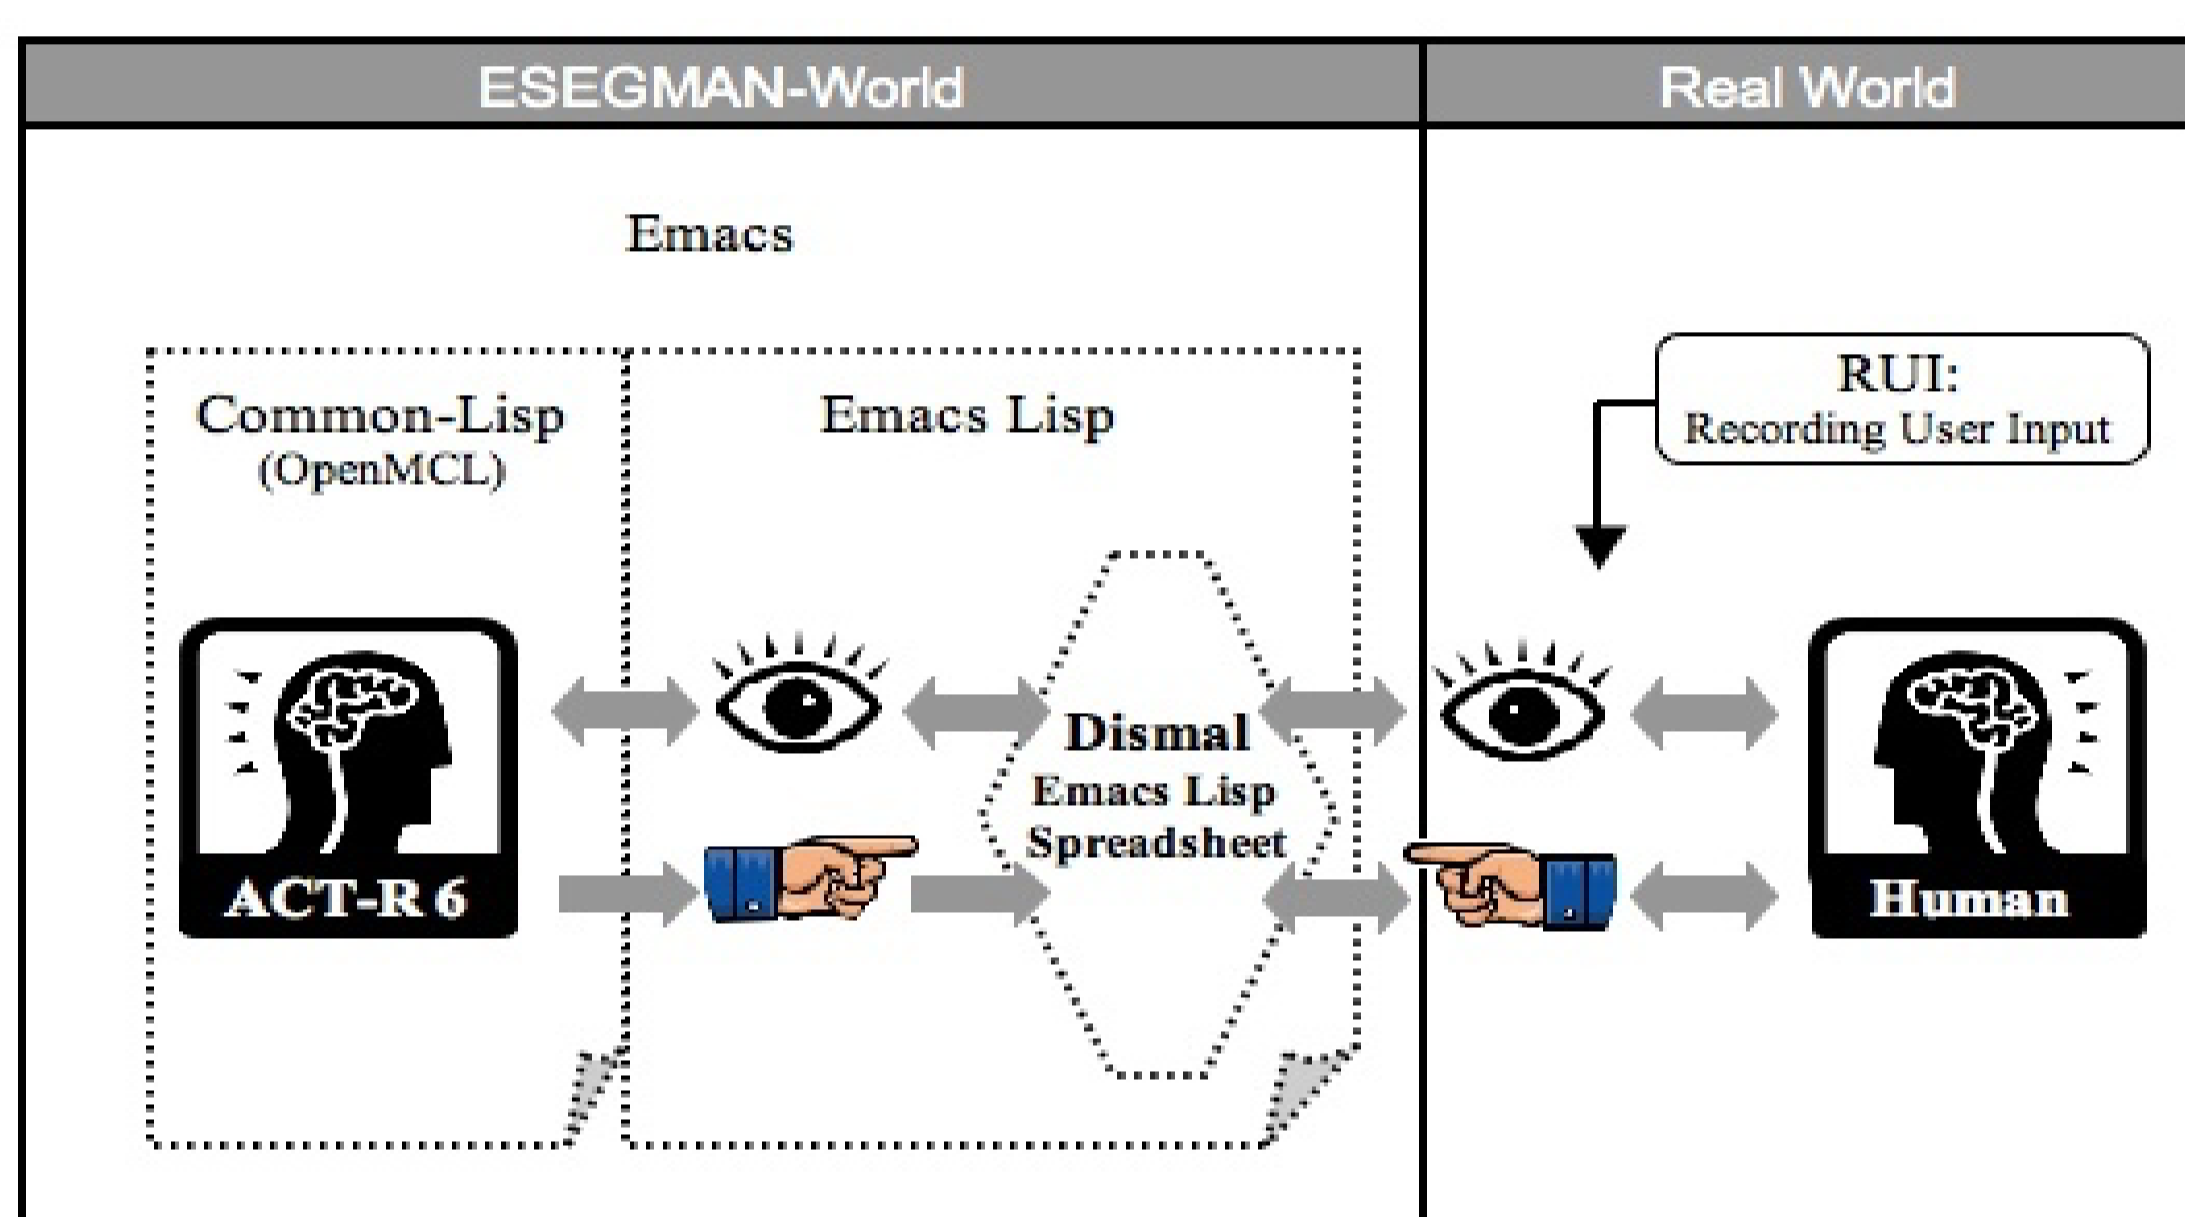 ESEGMAN-World
Real World
Emacs
Common-Lisp
(OpenMCL)
Emacs Lisp
RUI:
Recording User Input
Dismal
Emacs Lisp
Spreadsheet
ACT-R 6
Human